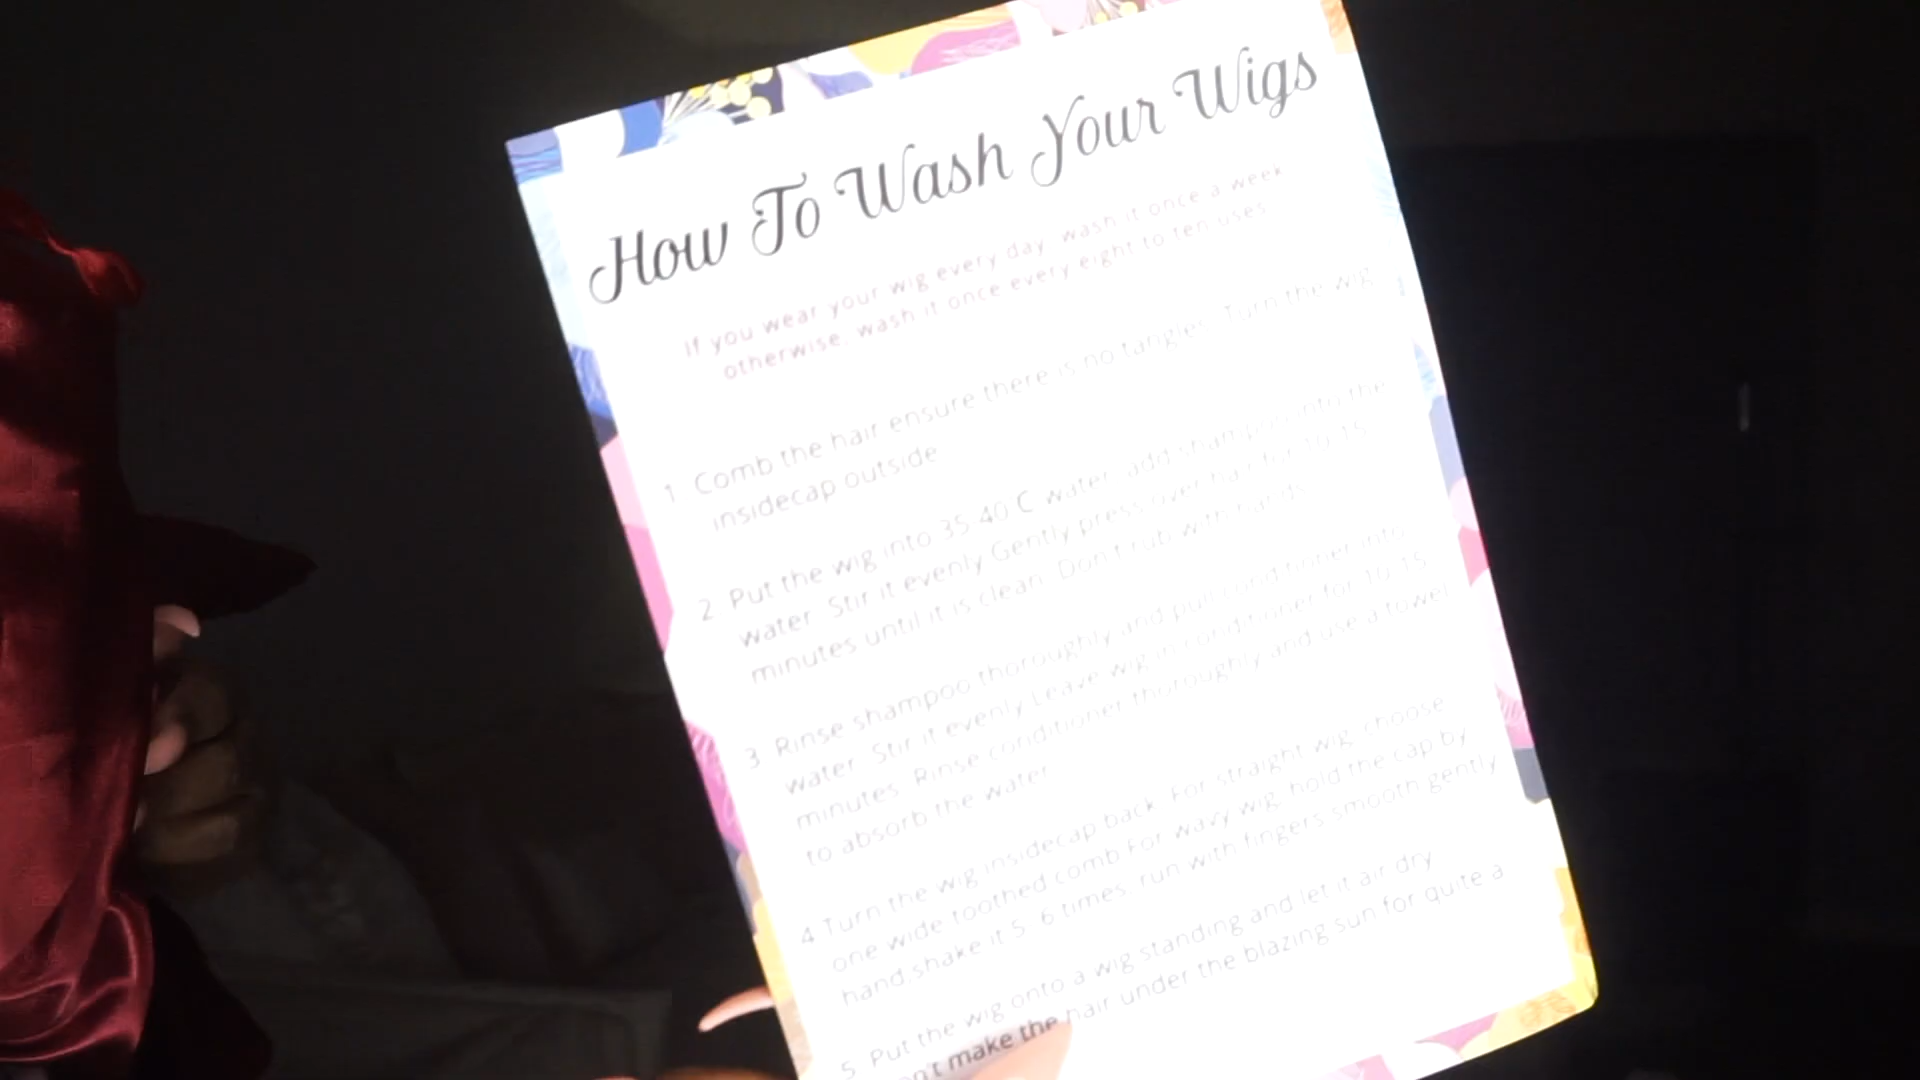 How To Wash Your Wigs
If you wear your wig every day, wash it once a week
otherwise, wash it once every eight to ten uses
1 Comb the hair ensure there is no tangles. Turn the wig
insidecap outside
2 Put the wig into 35-40 C water, add shampoo into the
water. Stir it evenly Gently press over hair for 10-15
minutes until it is clean. Don't rub with hands
3 Rinse shampoo thoroughly and put conditioner into
water. Stir it evenly Leave wig in conditioner for 10-15
minutes. Rinse conditioner thoroughly and use a towel
to absorb the water
4 Turn the wig insidecap back. For straight wig, choose
one wide toothed comb For wavy wig, hold the cap by
hand,shake it 5, 6 times, run with fingers smooth gently
5 Put the wig onto a wig standing and let it air dry
make the hair under the blazing sun for quite a